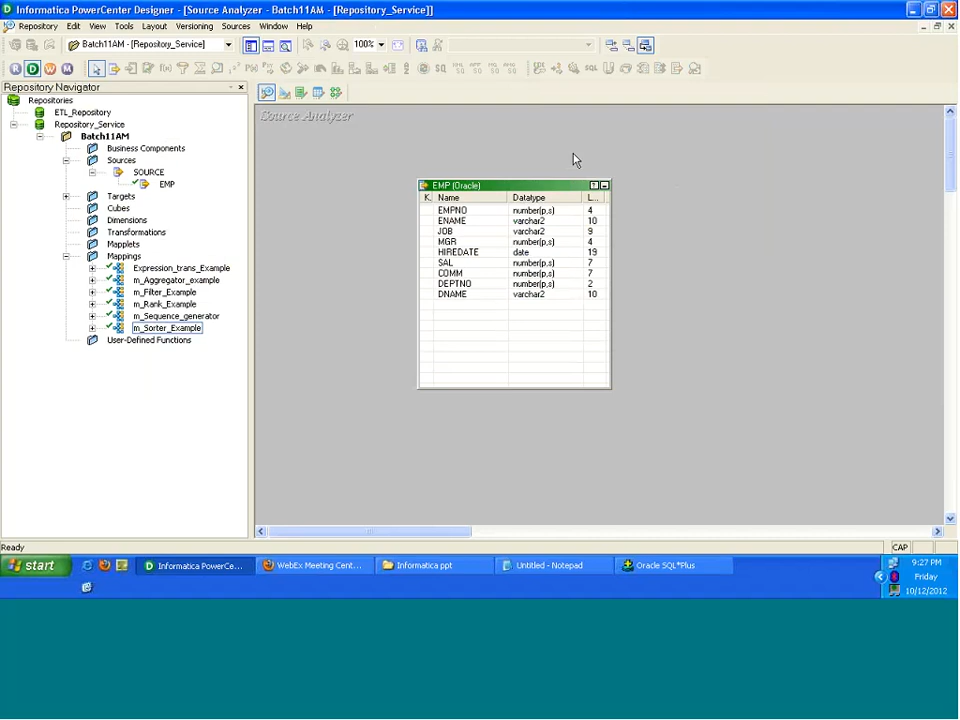 Informatica PowerCenter Designer - [Source Analyzer - Batch11AM - [Repository_Service]]
Repository Edit View Tools Layout Versioning Sources Window Help
Batch11AM - [Repository_Service] 100%
Repository Navigator
Repositories
ETL_Repository
Repository_Service
Batch11AM
Business Components
Sources
SOURCE
EMP
Targets
Cubes
Dimensions
Transformations
Mapplets
Mappings
Expression_trans_Example
m_Aggregator_example
m_Filter_Example
m_Rank_Example
m_Sequence_generator
m_Sorter_Example
User-Defined Functions
Source Analyzer
EMP (Oracle)
K. Name Datatype L...
EMPNO number(p,s) 4
ENAME varchar2 10
JOB varchar2 9
MGR number(p,s) 4
HIREDATE date 19
SAL number(p,s) 7
COMM number(p,s) 7
DEPTNO number(p,s) 2
DNAME varchar2 10
Ready
CAP
start
Informatica PowerCe...
WebEx Meeting Cent...
Informatica ppt
Untitled - Notepad
Oracle SQL*Plus
9:27 PM
Friday
10/12/2012